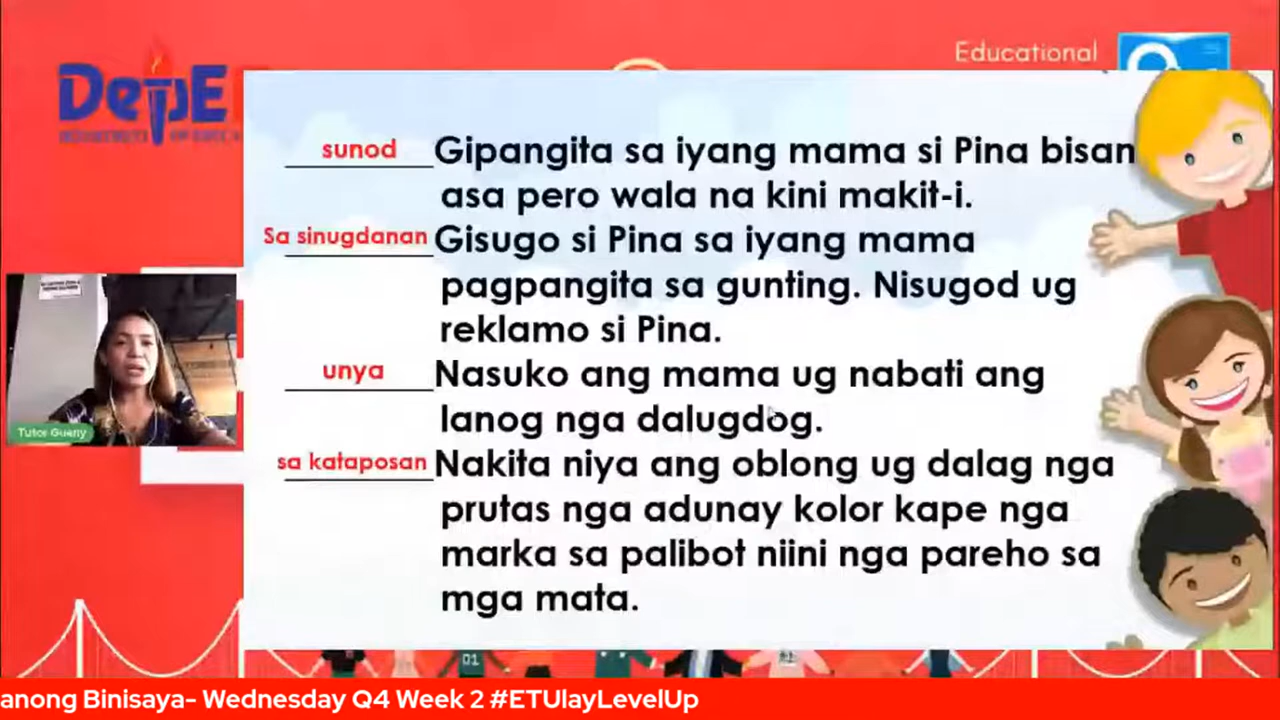 Educational
DepE
sunod Gipangita sa iyang mama si Pina bisan
asa pero wala na kini makit-i.
Sa sinugdanan Gisugo si Pina sa iyang mama
pagpangita sa gunting. Nisugod ug
reklamo si Pina.
unya Nasuko ang mama ug nabati ang
lanog nga dalugdog.
sa kataposan Nakita niya ang oblong ug dalag nga
prutas nga adunay kolor kape nga
marka sa palibot niini nga pareho sa
mga mata.
Tutor Gueny
01
anong Binisaya- Wednesday Q4 Week 2 #ETUlayLevelUp